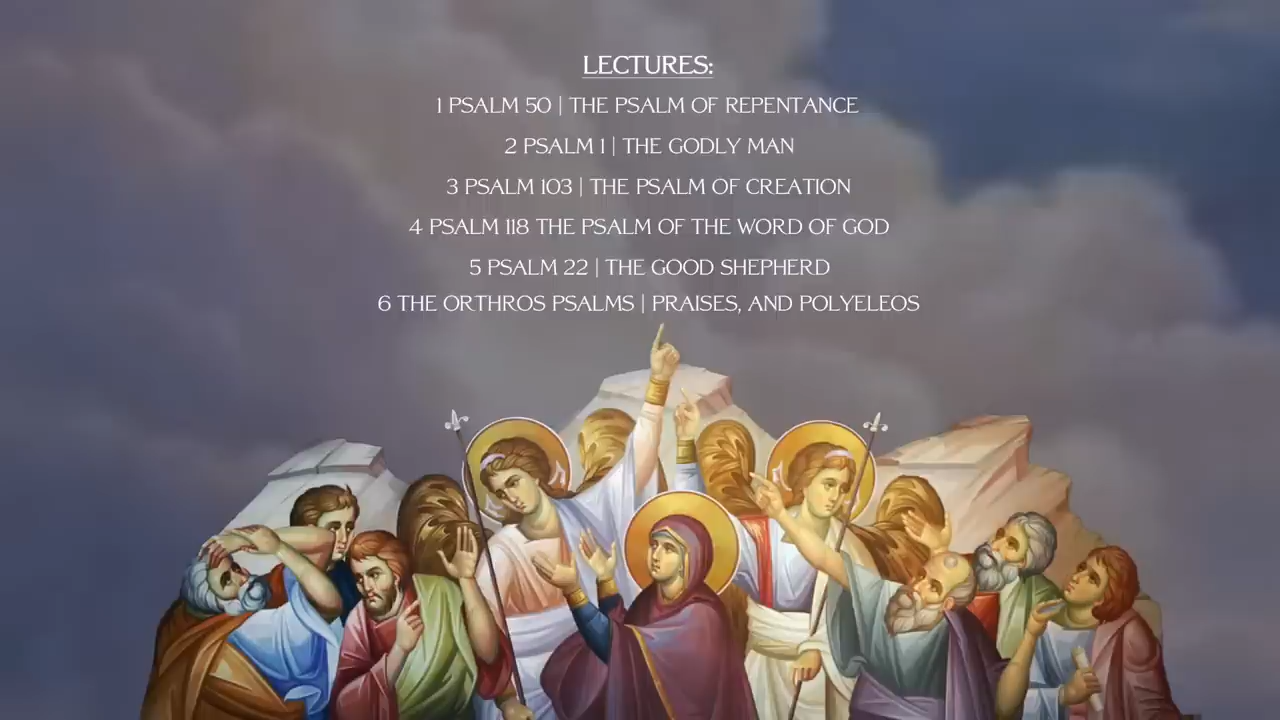 LECTURES:
1 PSALM 50 | THE PSALM OF REPENTANCE
2 PSALM 1 | THE GODLY MAN
3 PSALM 103 | THE PSALM OF CREATION
4 PSALM 118 THE PSALM OF THE WORD OF GOD
5 PSALM 22 | THE GOOD SHEPHERD
6 THE ORTHROS PSALMS | PRAISES, AND POLYELEOS